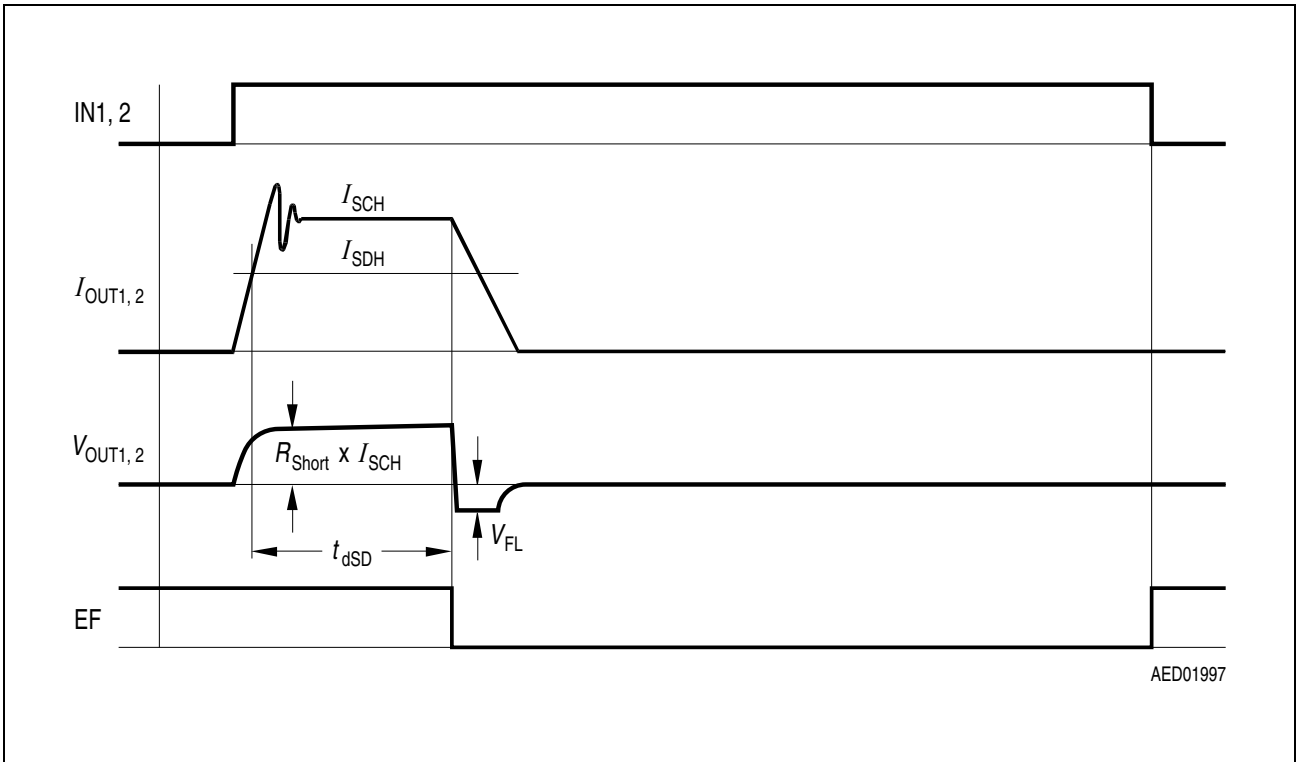 IN1, 2
I_SCH
I_SDH
I_OUT1, 2
V_OUT1, 2
R_Short x I_SCH
V_FL
t_dSD
EF
AED01997